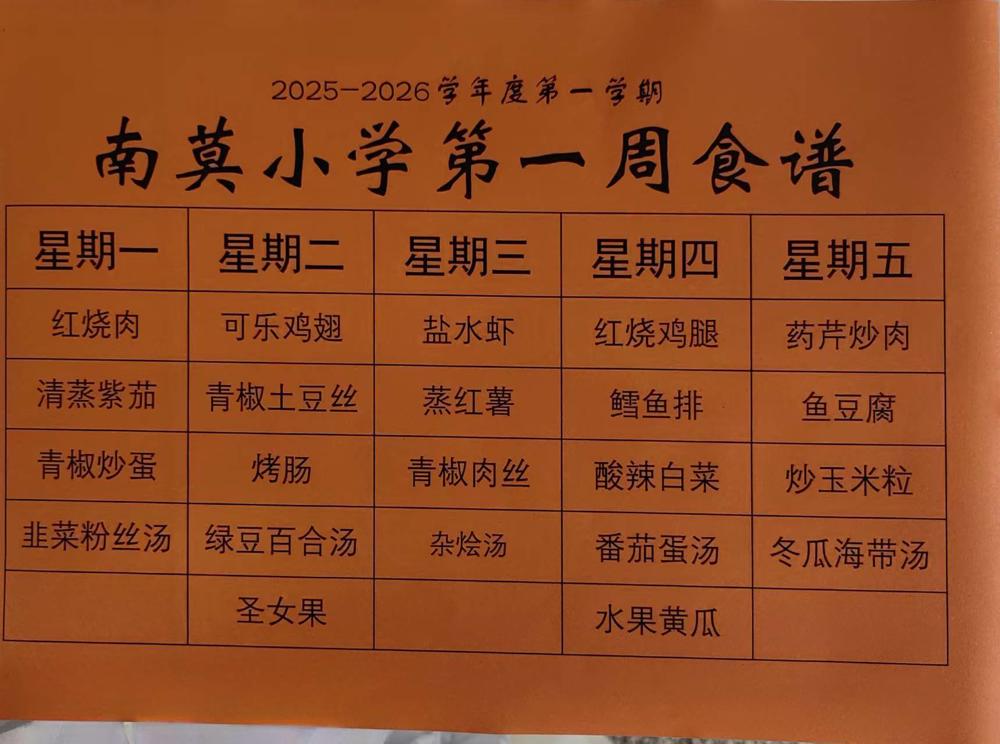 2025-2026学年度第一学期
南莫小学第一周食谱
星期一 星期二 星期三 星期四 星期五
红烧肉 可乐鸡翅 盐水虾 红烧鸡腿 药芹炒肉
清蒸紫茄 青椒土豆丝 蒸红薯 鳕鱼排 鱼豆腐
青椒炒蛋 烤肠 青椒肉丝 酸辣白菜 炒玉米粒
韭菜粉丝汤 绿豆百合汤 杂烩汤 番茄蛋汤 冬瓜海带汤
圣女果 水果黄瓜